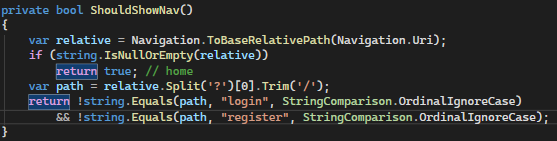 private bool ShouldShowNav()
{
    var relative = Navigation.ToBaseRelativePath(Navigation.Uri);
    if (string.IsNullOrEmpty(relative))
        return true; // home
    var path = relative.Split('?')[0].Trim('/');
    return !string.Equals(path, "login", StringComparison.OrdinalIgnoreCase)
        && !string.Equals(path, "register", StringComparison.OrdinalIgnoreCase);
}